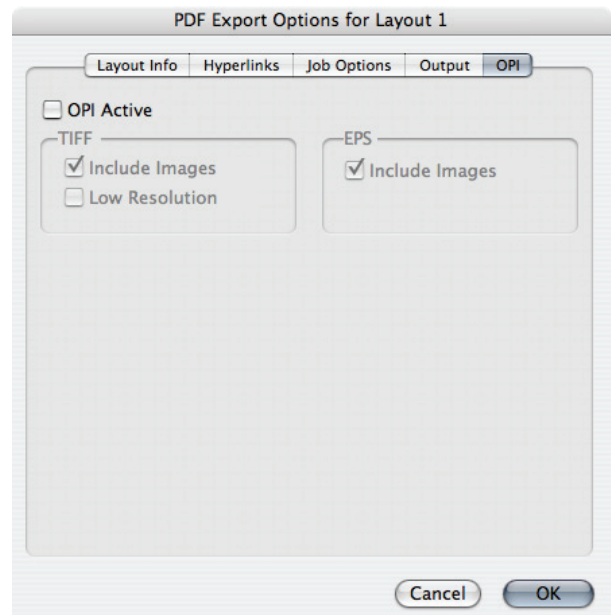 PDF Export Options for Layout 1
Layout Info Hyperlinks Job Options Output OPI
OPI Active
TIFF EPS
Include Images Include Images
Low Resolution
Cancel OK